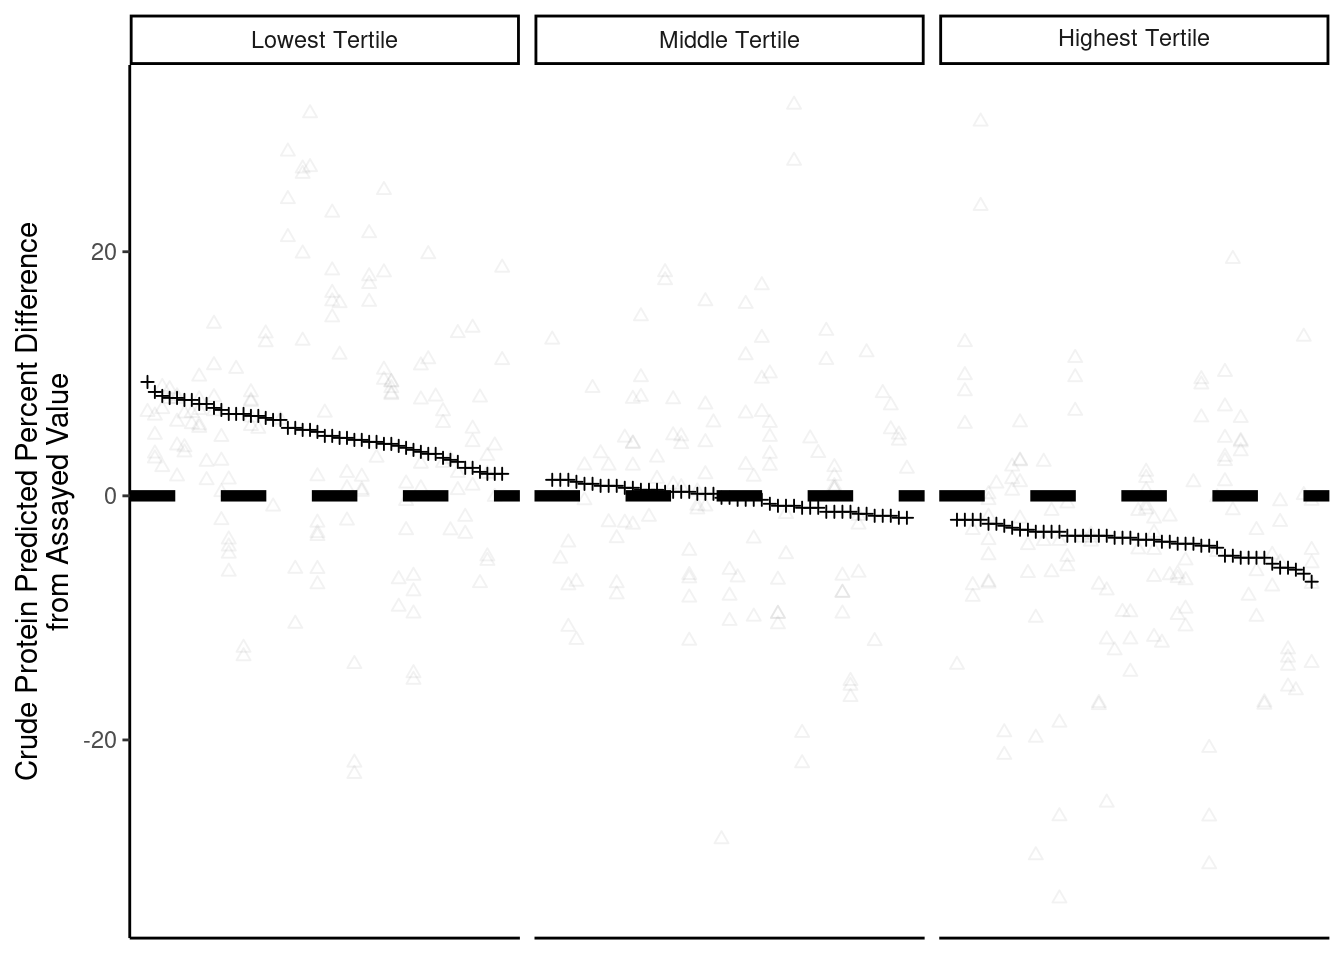 Lowest Tertile
Middle Tertile
Highest Tertile
Crude Protein Predicted Percent Difference
from Assayed Value
20
0
-20